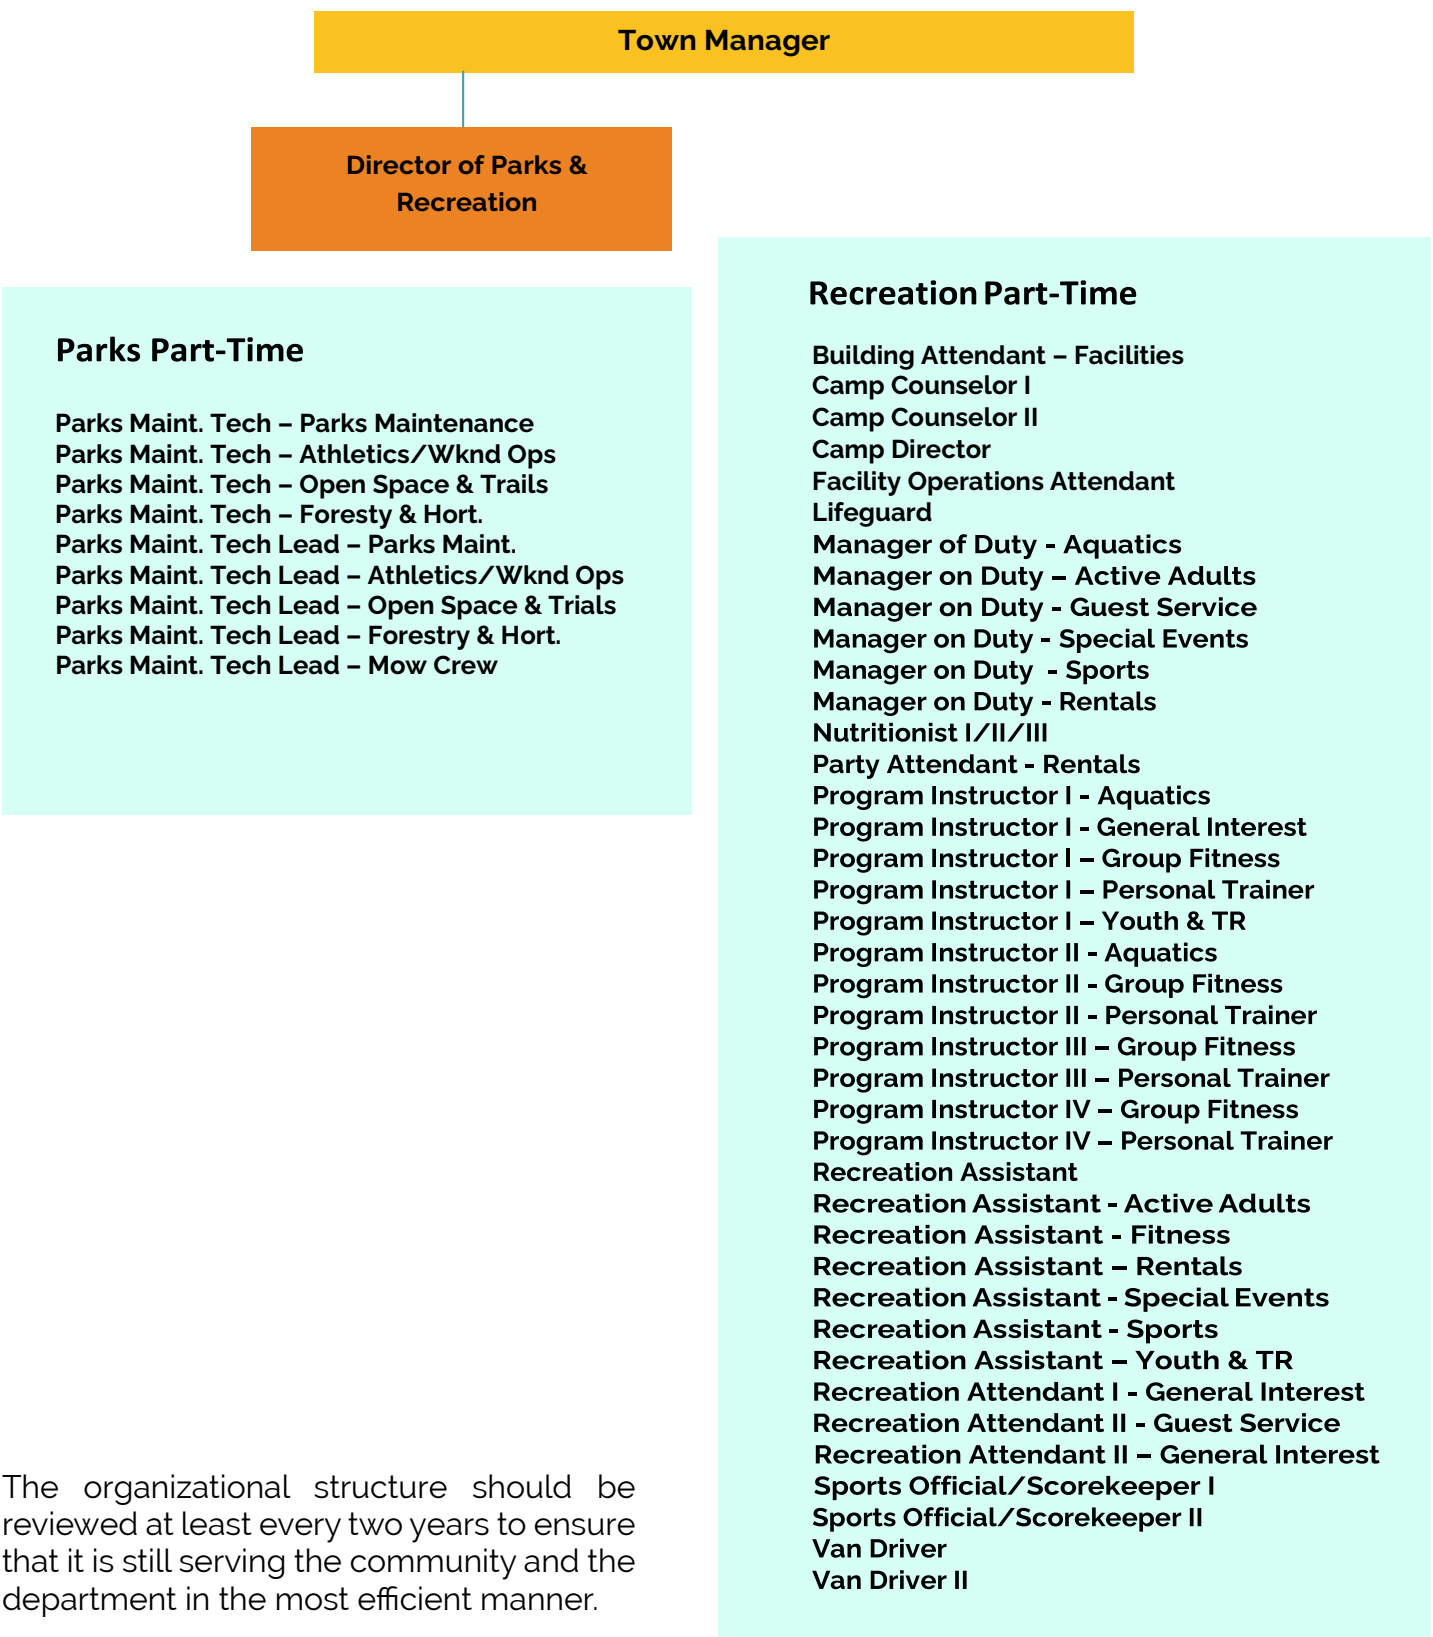 Town Manager
Director of Parks &
Recreation
Parks Part-Time
Parks Maint. Tech – Parks Maintenance
Parks Maint. Tech – Athletics/Wknd Ops
Parks Maint. Tech – Open Space & Trails
Parks Maint. Tech – Foresty & Hort.
Parks Maint. Tech Lead – Parks Maint.
Parks Maint. Tech Lead – Athletics/Wknd Ops
Parks Maint. Tech Lead – Open Space & Trials
Parks Maint. Tech Lead – Forestry & Hort.
Parks Maint. Tech Lead – Mow Crew
Recreation Part-Time
Building Attendant – Facilities
Camp Counselor I
Camp Counselor II
Camp Director
Facility Operations Attendant
Lifeguard
Manager of Duty - Aquatics
Manager on Duty – Active Adults
Manager on Duty - Guest Service
Manager on Duty - Special Events
Manager on Duty - Sports
Manager on Duty - Rentals
Nutritionist I/II/III
Party Attendant - Rentals
Program Instructor I - Aquatics
Program Instructor I - General Interest
Program Instructor I – Group Fitness
Program Instructor I – Personal Trainer
Program Instructor I – Youth & TR
Program Instructor II - Aquatics
Program Instructor II - Group Fitness
Program Instructor II - Personal Trainer
Program Instructor III – Group Fitness
Program Instructor III – Personal Trainer
Program Instructor IV – Group Fitness
Program Instructor IV – Personal Trainer
Recreation Assistant
Recreation Assistant - Active Adults
Recreation Assistant - Fitness
Recreation Assistant – Rentals
Recreation Assistant - Special Events
Recreation Assistant - Sports
Recreation Assistant – Youth & TR
Recreation Attendant I - General Interest
Recreation Attendant II - Guest Service
Recreation Attendant II – General Interest
Sports Official/Scorekeeper I
Sports Official/Scorekeeper II
Van Driver
Van Driver II
The organizational structure should be
reviewed at least every two years to ensure
that it is still serving the community and the
department in the most efficient manner.